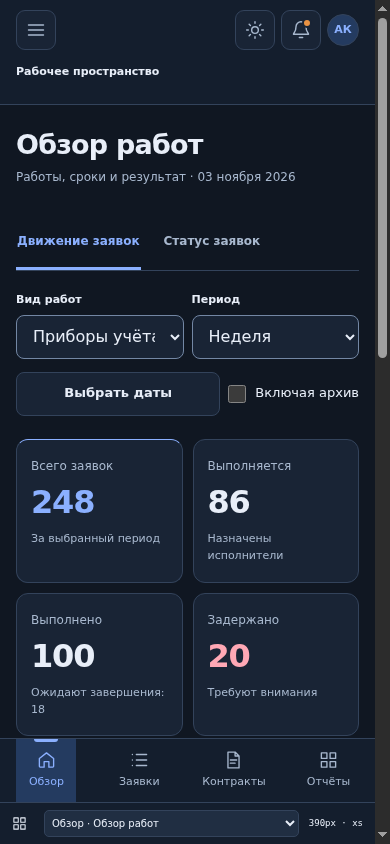 АК
Рабочее пространство
Обзор работ
Работы, сроки и результат · 03 ноября 2026
Движение заявок
Статус заявок
Вид работ
Период
Приборы учёта
Неделя
Выбрать даты
Включая архив
Всего заявок
248
За выбранный период
Выполняется
86
Назначены
исполнители
Выполнено
100
Ожидают завершения:
18
Задержано
20
Требуют внимания
Обзор
Заявки
Контракты
Отчёты
Обзор · Обзор работ
390px · xs